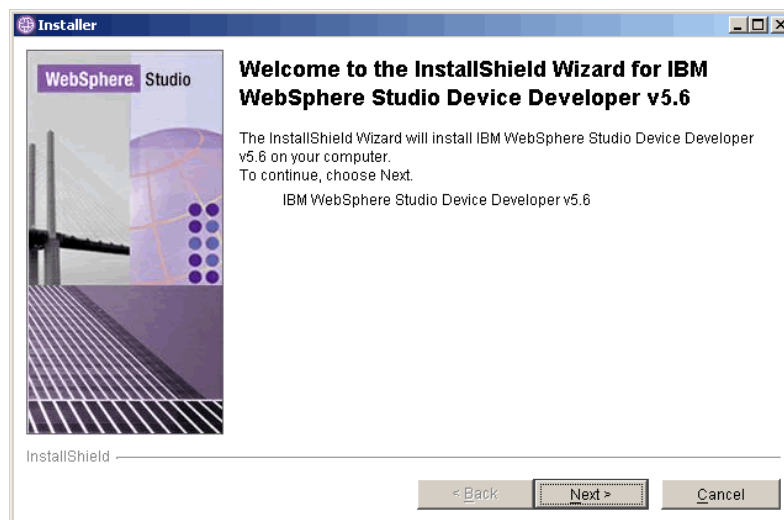 Installer
WebSphere Studio
Welcome to the InstallShield Wizard for IBM
WebSphere Studio Device Developer v5.6
The InstallShield Wizard will install IBM WebSphere Studio Device Developer
v5.6 on your computer.
To continue, choose Next.
IBM WebSphere Studio Device Developer v5.6
InstallShield
< Back
Next >
Cancel